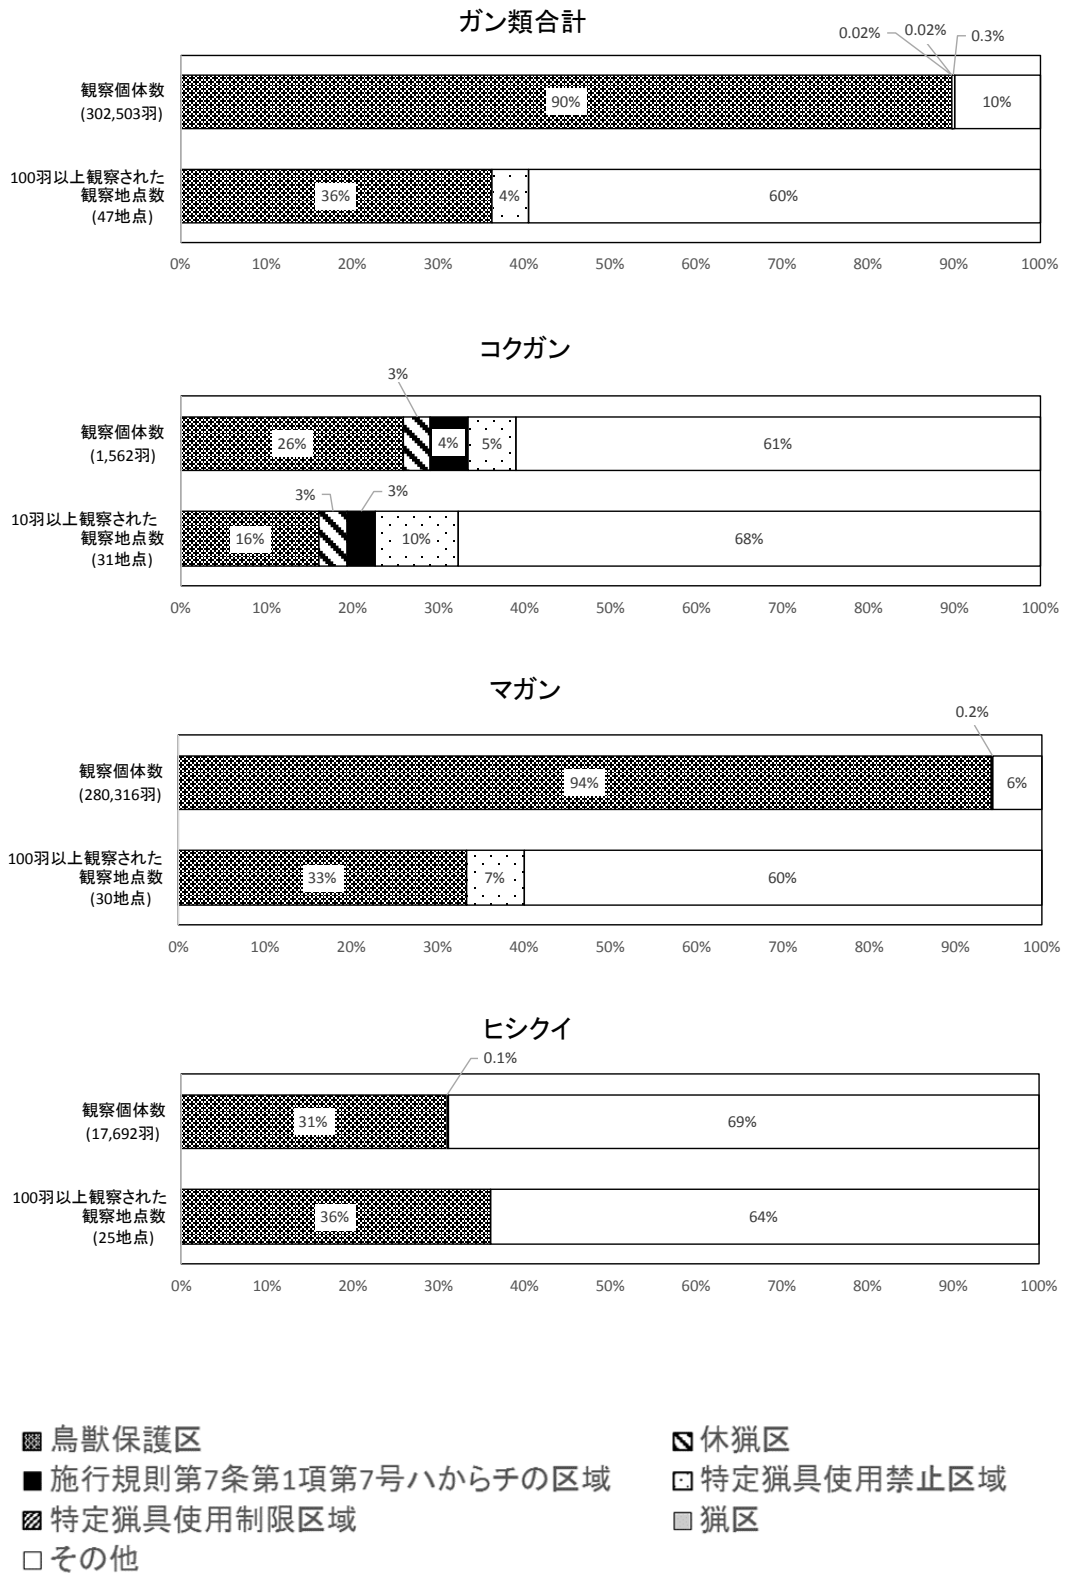 ガン類合計
0.02% 0.02% 0.3%
観察個体数
(302,503羽)
90% 10%
100羽以上観察された
観察地点数
(47地点)
36% 4% 60%
0% 10% 20% 30% 40% 50% 60% 70% 80% 90% 100%
コクガン
3%
観察個体数
(1,562羽)
26% 4% 5% 61%
3% 3%
10羽以上観察された
観察地点数
(31地点)
16% 10% 68%
0% 10% 20% 30% 40% 50% 60% 70% 80% 90% 100%
マガン
0.2%
観察個体数
(280,316羽)
94% 6%
100羽以上観察された
観察地点数
(30地点)
33% 7% 60%
0% 10% 20% 30% 40% 50% 60% 70% 80% 90% 100%
ヒシクイ
0.1%
観察個体数
(17,692羽)
31% 69%
100羽以上観察された
観察地点数
(25地点)
36% 64%
0% 10% 20% 30% 40% 50% 60% 70% 80% 90% 100%
鳥獣保護区 休猟区
施行規則第7条第1項第7号ハからチの区域 特定猟具使用禁止区域
特定猟具使用制限区域 猟区
その他